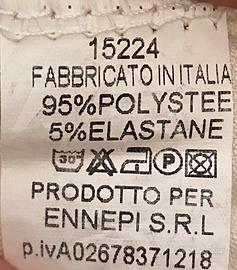 15224
FABBRICATO IN ITALIA
95%POLYSTEE
5%ELASTANE
30 P
PRODOTTO PER
ENNEPI S.R.L
p.ivA02678371218